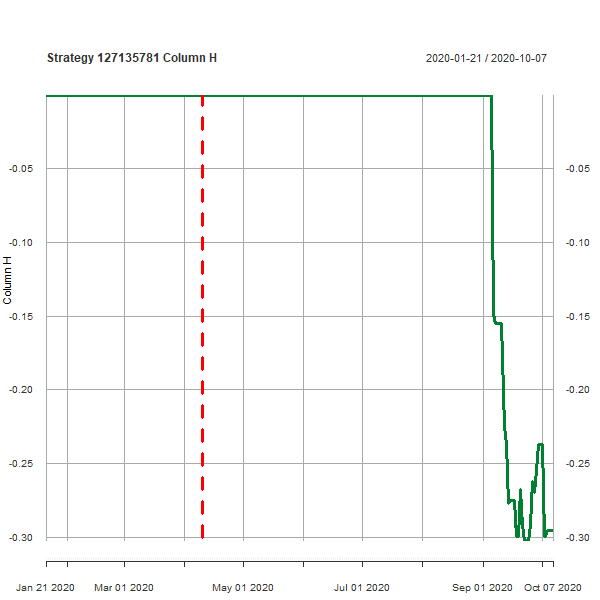 Strategy 127135781 Column H
2020-01-21 / 2020-10-07
-0.05
-0.05
-0.10
-0.10
Column H
-0.15
-0.15
-0.20
-0.20
-0.25
-0.25
-0.30
-0.30
Jan 21 2020
Mar 01 2020
May 01 2020
Jul 01 2020
Sep 01 2020
Oct 07 2020